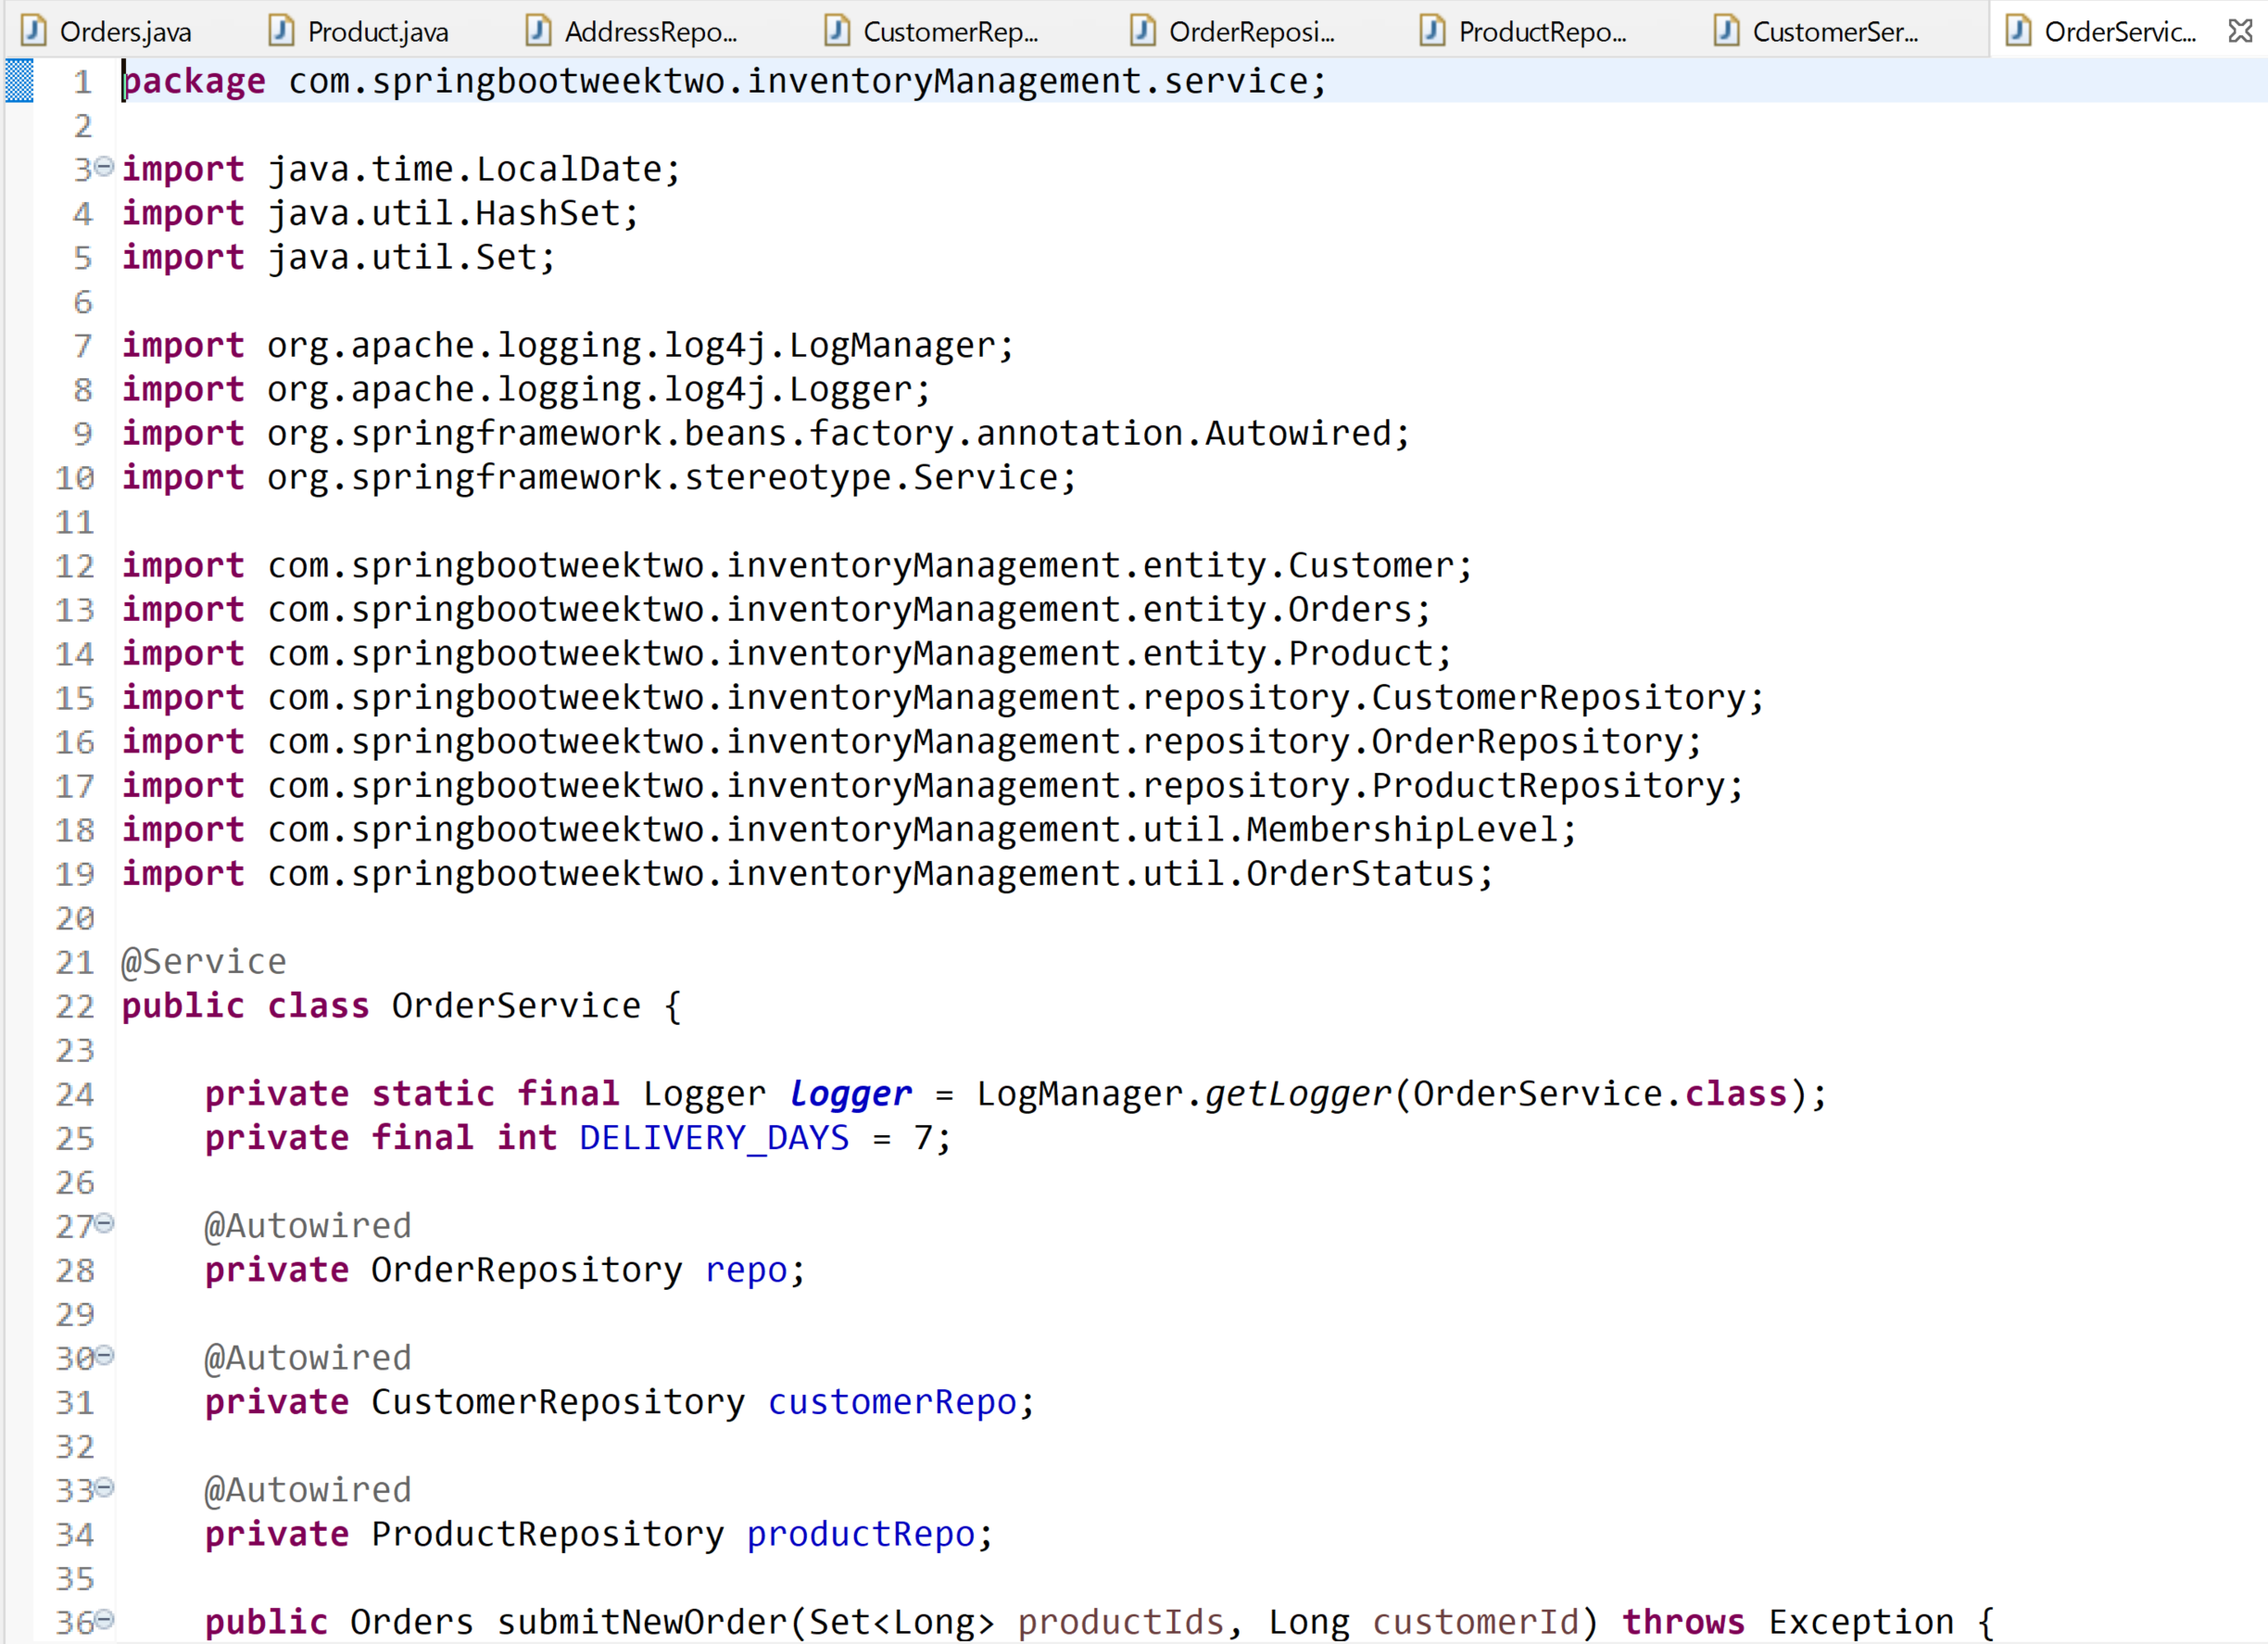 Orders.java Product.java AddressRepo... CustomerRep... OrderReposi... ProductRepo... CustomerSer... OrderServic...
1 package com.springbootweektwo.inventoryManagement.service;
2
3 import java.time.LocalDate;
4 import java.util.HashSet;
5 import java.util.Set;
6
7 import org.apache.logging.log4j.LogManager;
8 import org.apache.logging.log4j.Logger;
9 import org.springframework.beans.factory.annotation.Autowired;
10 import org.springframework.stereotype.Service;
11
12 import com.springbootweektwo.inventoryManagement.entity.Customer;
13 import com.springbootweektwo.inventoryManagement.entity.Orders;
14 import com.springbootweektwo.inventoryManagement.entity.Product;
15 import com.springbootweektwo.inventoryManagement.repository.CustomerRepository;
16 import com.springbootweektwo.inventoryManagement.repository.OrderRepository;
17 import com.springbootweektwo.inventoryManagement.repository.ProductRepository;
18 import com.springbootweektwo.inventoryManagement.util.MembershipLevel;
19 import com.springbootweektwo.inventoryManagement.util.OrderStatus;
20
21 @Service
22 public class OrderService {
23
24     private static final Logger logger = LogManager.getLogger(OrderService.class);
25     private final int DELIVERY_DAYS = 7;
26
27     @Autowired
28     private OrderRepository repo;
29
30     @Autowired
31     private CustomerRepository customerRepo;
32
33     @Autowired
34     private ProductRepository productRepo;
35
36     public Orders submitNewOrder(Set<Long> productIds, Long customerId) throws Exception {